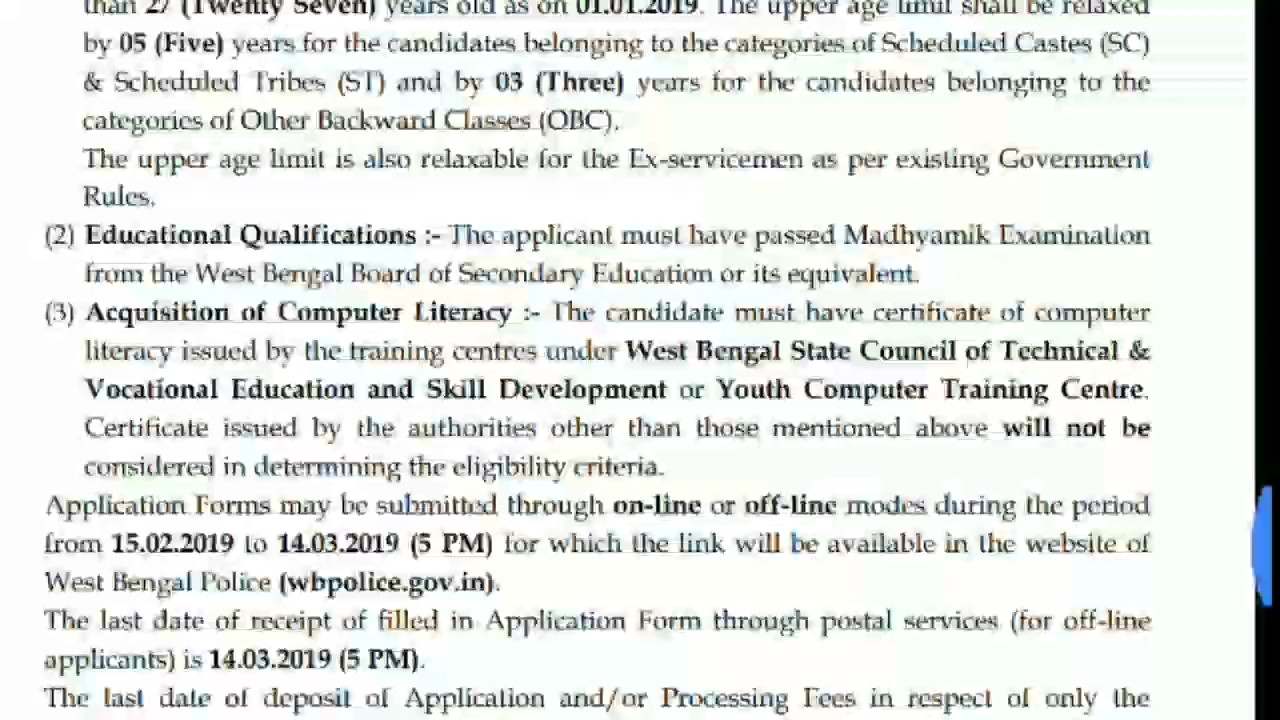 than 27 (Twenty Seven) years old as on 01.01.2019. The upper age limit shall be relaxed
by 05 (Five) years for the candidates belonging to the categories of Scheduled Castes (SC)
& Scheduled Tribes (ST) and by 03 (Three) years for the candidates belonging to the
categories of Other Backward Classes (OBC).
The upper age limit is also relaxable for the Ex-servicemen as per existing Government
Rules.
(2) Educational Qualifications :- The applicant must have passed Madhyamik Examination
from the West Bengal Board of Secondary Education or its equivalent.
(3) Acquisition of Computer Literacy :- The candidate must have certificate of computer
literacy issued by the training centres under West Bengal State Council of Technical &
Vocational Education and Skill Development or Youth Computer Training Centre.
Certificate issued by the authorities other than those mentioned above will not be
considered in determining the eligibility criteria.
Application Forms may be submitted through on-line or off-line modes during the period
from 15.02.2019 to 14.03.2019 (5 PM) for which the link will be available in the website of
West Bengal Police (wbpolice.gov.in).
The last date of receipt of filled in Application Form through postal services (for off-line
applicants) is 14.03.2019 (5 PM).
The last date of deposit of Application and/or Processing Fees in respect of only the